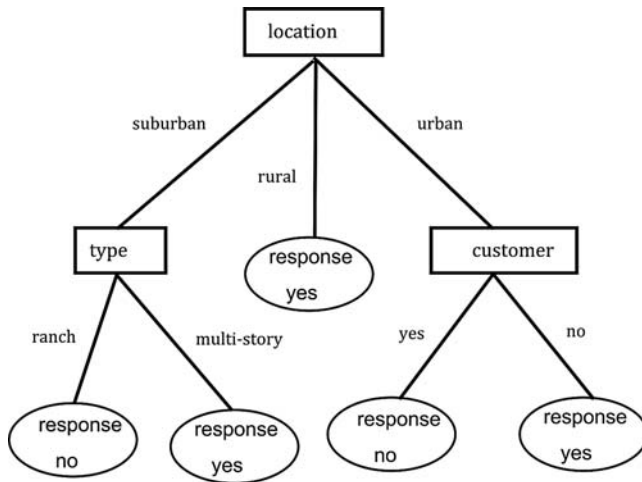 location
suburban
urban
rural
type
response
yes
customer
ranch
multi-story
yes
no
response
no
response
yes
response
no
response
yes